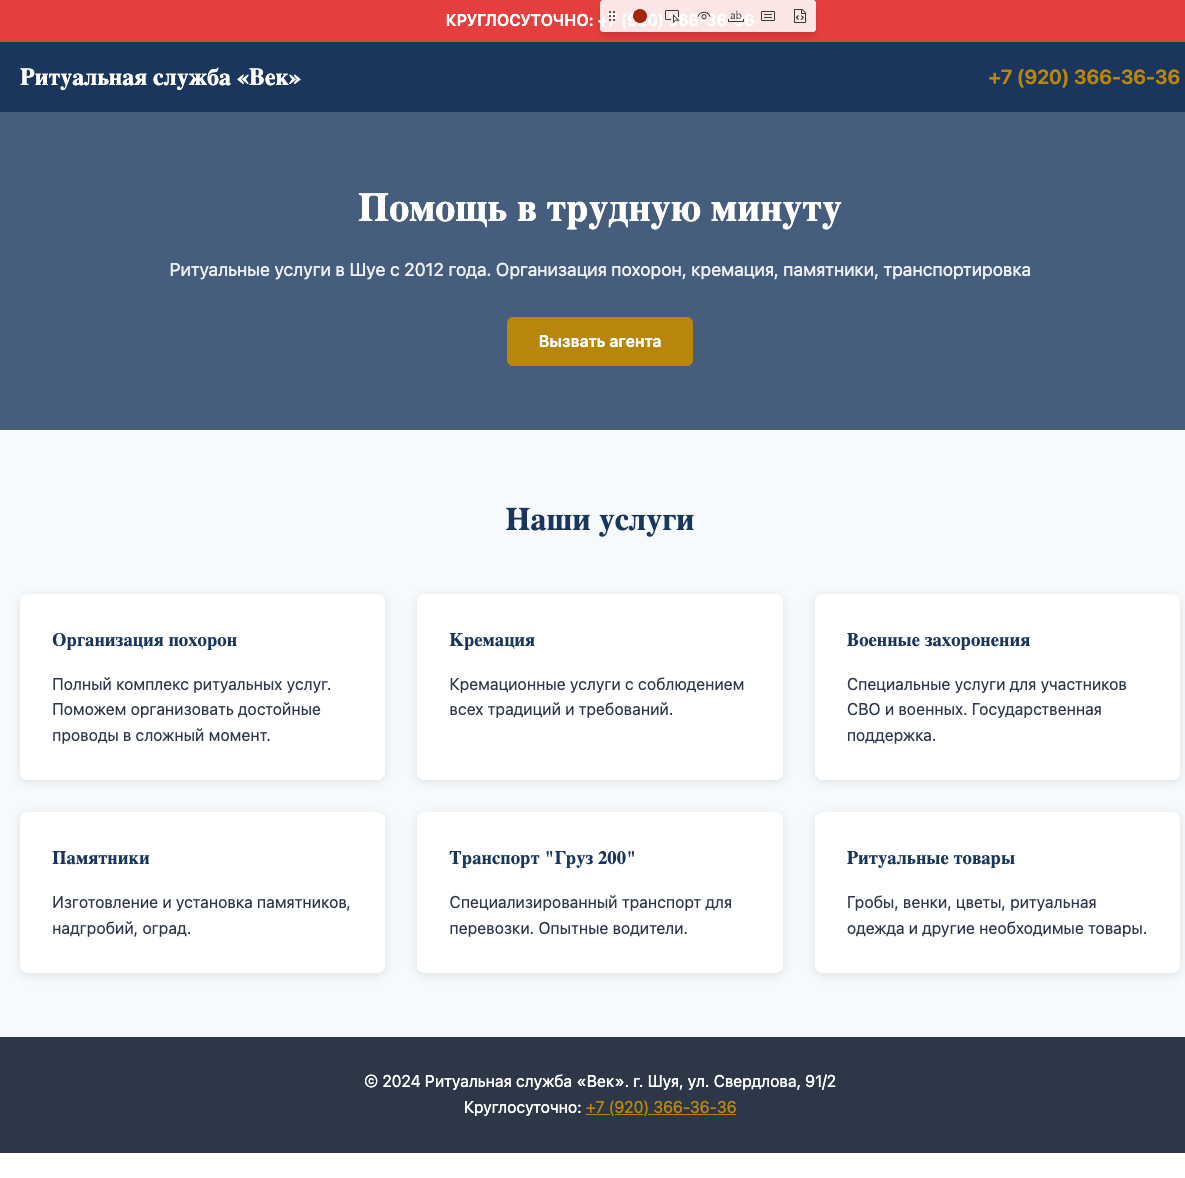 КРУГЛОСУТОЧНО:
Ритуальная служба «Век»
+7 (920) 366-36-36
Помощь в трудную минуту
Ритуальные услуги в Шуе с 2012 года. Организация похорон, кремация, памятники, транспортировка
Вызвать агента
Наши услуги
Организация похорон
Полный комплекс ритуальных услуг.
Поможем организовать достойные
проводы в сложный момент.
Кремация
Кремационные услуги с соблюдением
всех традиций и требований.
Военные захоронения
Специальные услуги для участников
СВО и военных. Государственная
поддержка.
Памятники
Изготовление и установка памятников,
надгробий, оград.
Транспорт "Груз 200"
Специализированный транспорт для
перевозки. Опытные водители.
Ритуальные товары
Гробы, венки, цветы, ритуальная
одежда и другие необходимые товары.
© 2024 Ритуальная служба «Век». г. Шуя, ул. Свердлова, 91/2
Круглосуточно: +7 (920) 366-36-36